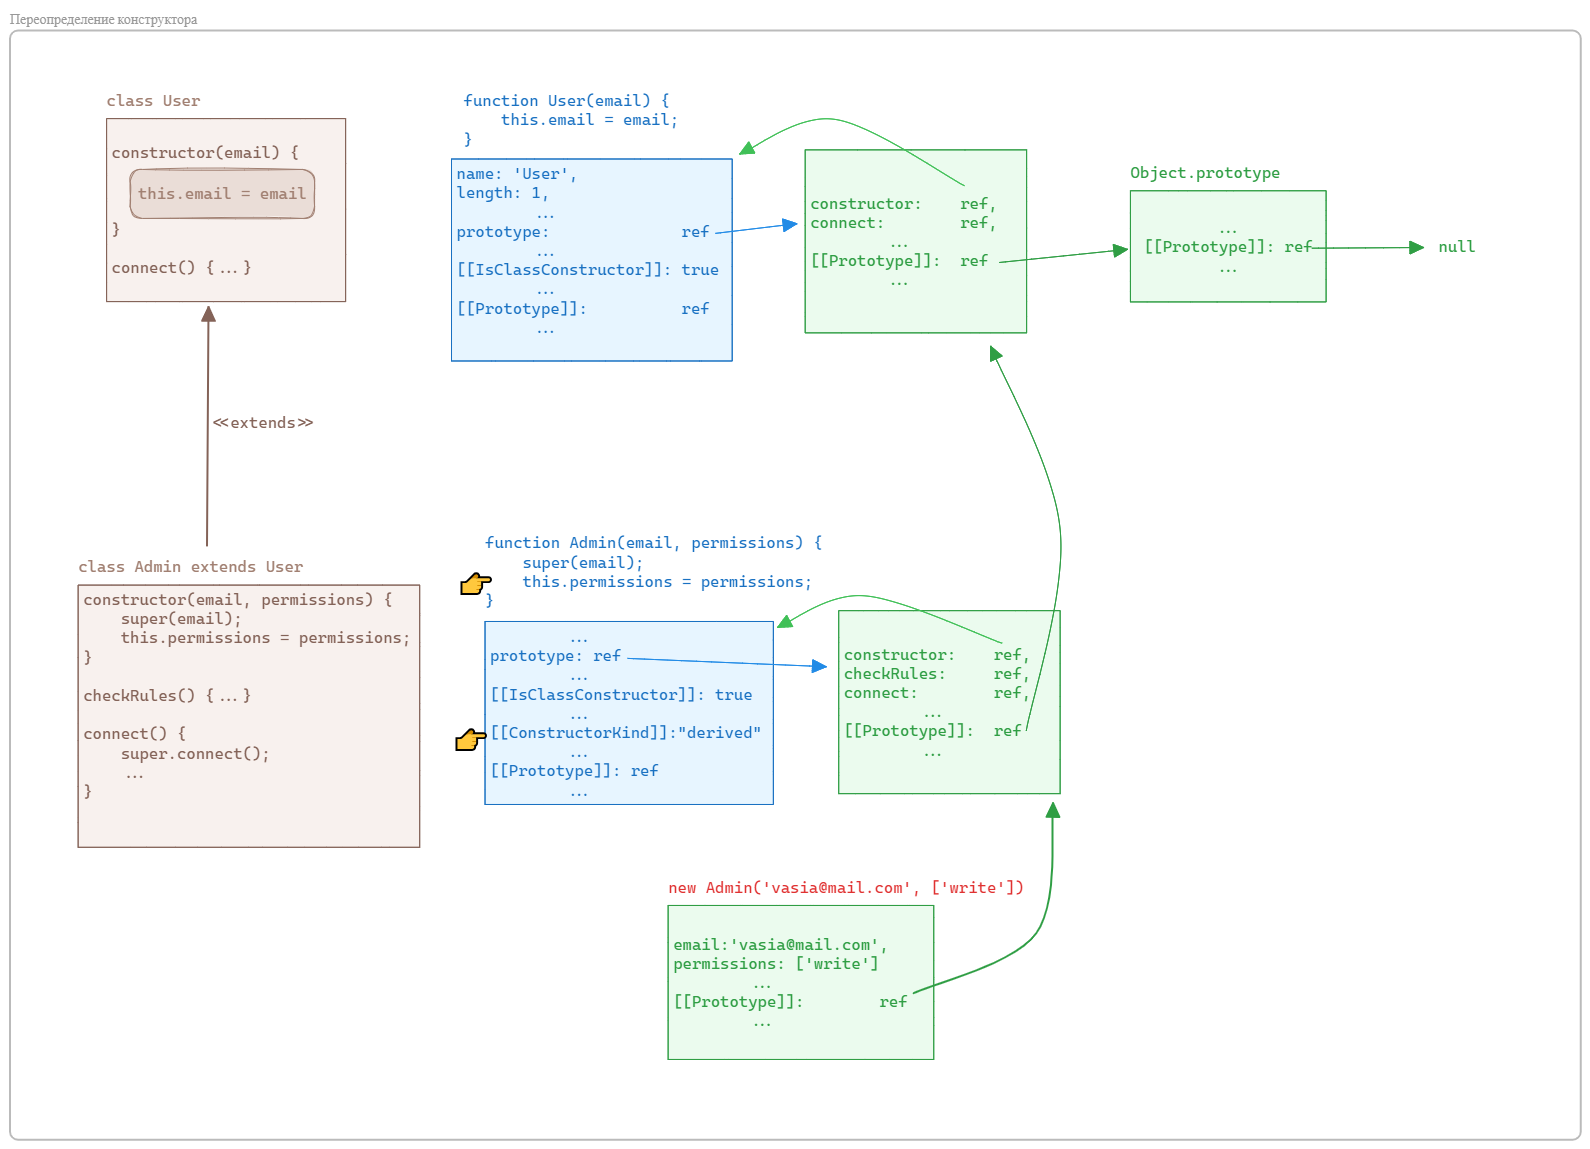 Переопределение конструктора
class User
constructor(email) {
this.email = email
}
connect() {...}
<<extends>>
class Admin extends User
constructor(email, permissions) {
super(email);
this.permissions = permissions;
}
checkRules() {...}
connect() {
super.connect();
...
}
function User(email) {
this.email = email;
}
name: 'User',
length: 1,
...
prototype: ref
...
[[IsClassConstructor]]: true
...
[[Prototype]]: ref
...
constructor: ref,
connect: ref,
...
[[Prototype]]: ref
...
Object.prototype
...
[[Prototype]]: ref
...
null
function Admin(email, permissions) {
super(email);
this.permissions = permissions;
}
...
prototype: ref
...
[[IsClassConstructor]]: true
...
[[ConstructorKind]]:"derived"
...
[[Prototype]]: ref
...
constructor: ref,
checkRules: ref,
connect: ref,
...
[[Prototype]]: ref
...
new Admin('vasia@mail.com', ['write'])
email:'vasia@mail.com',
permissions: ['write']
...
[[Prototype]]: ref
...